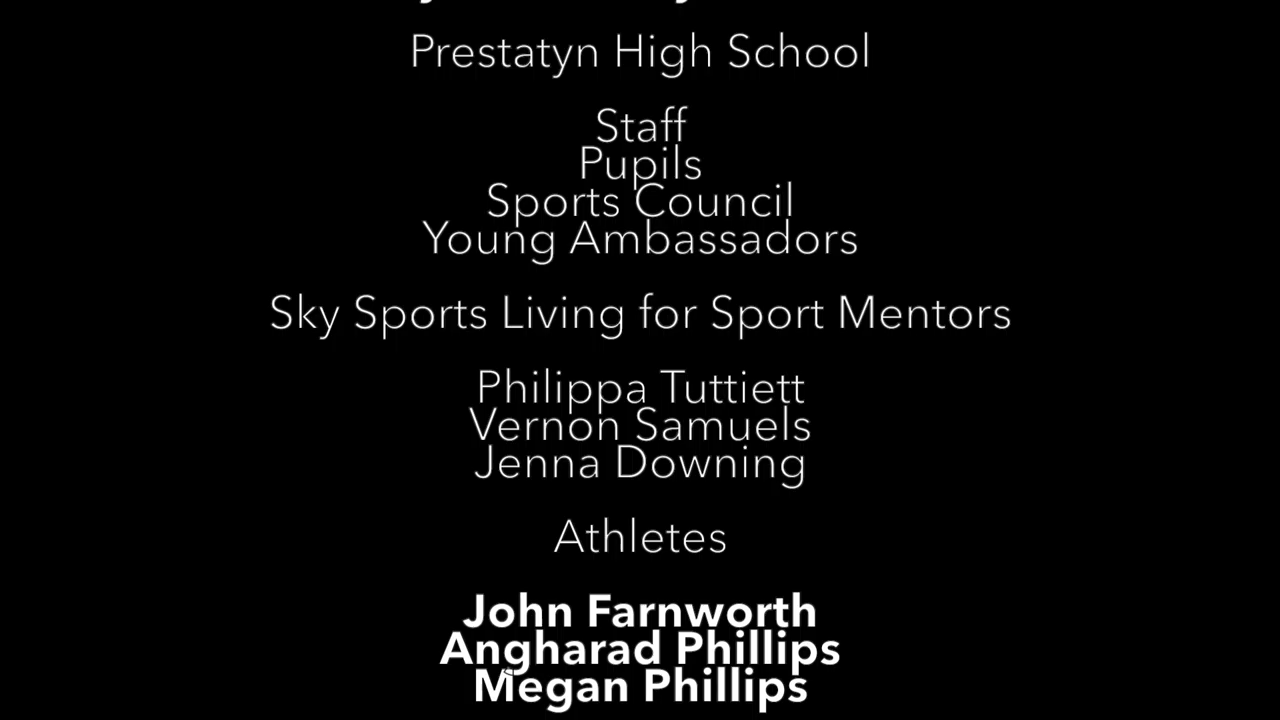 Prestatyn High School
Staff
Pupils
Sports Council
Young Ambassadors
Sky Sports Living for Sport Mentors
Philippa Tuttiett
Vernon Samuels
Jenna Downing
Athletes
John Farnworth
Angharad Phillips
Megan Phillips